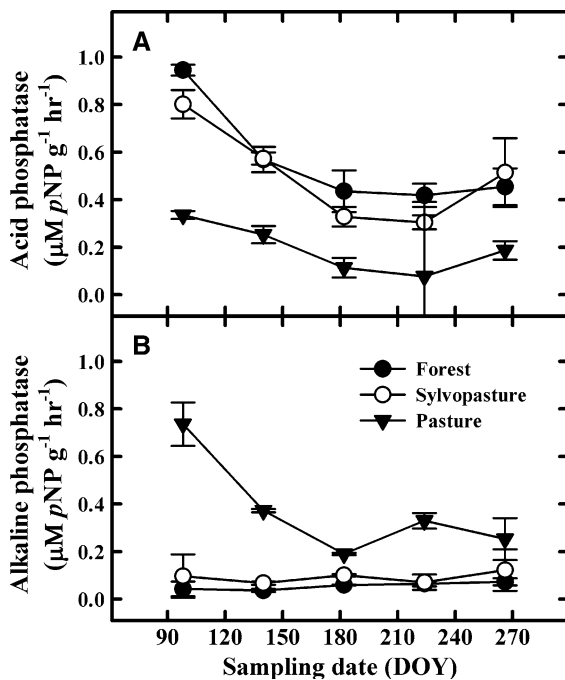 A
1.0
0.8
0.6
0.4
0.2
0.0
Acid phosphatase
(μM pNP g⁻¹ hr⁻¹)
B
Forest
Sylvopasture
Pasture
1.0
0.8
0.6
0.4
0.2
0.0
Alkaline phosphatase
(μM pNP g⁻¹ hr⁻¹)
90 120 150 180 210 240 270
Sampling date (DOY)